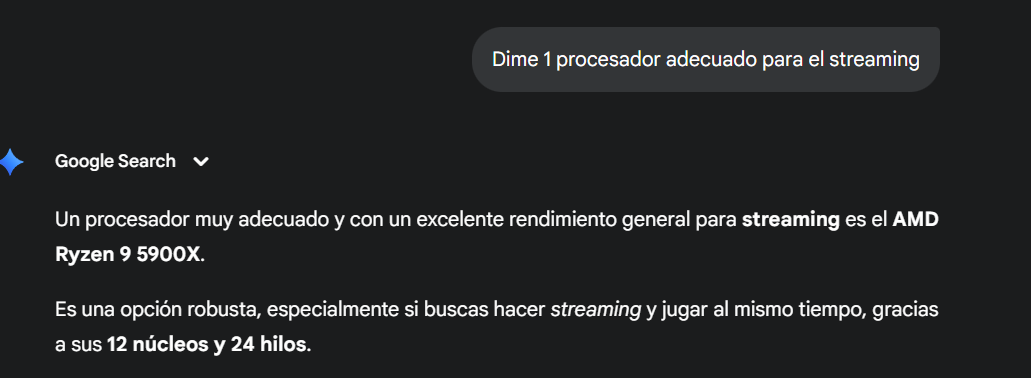 Dime 1 procesador adecuado para el streaming
Google Search
Un procesador muy adecuado y con un excelente rendimiento general para streaming es el AMD
Ryzen 9 5900X.
Es una opción robusta, especialmente si buscas hacer streaming y jugar al mismo tiempo, gracias
a sus 12 núcleos y 24 hilos.